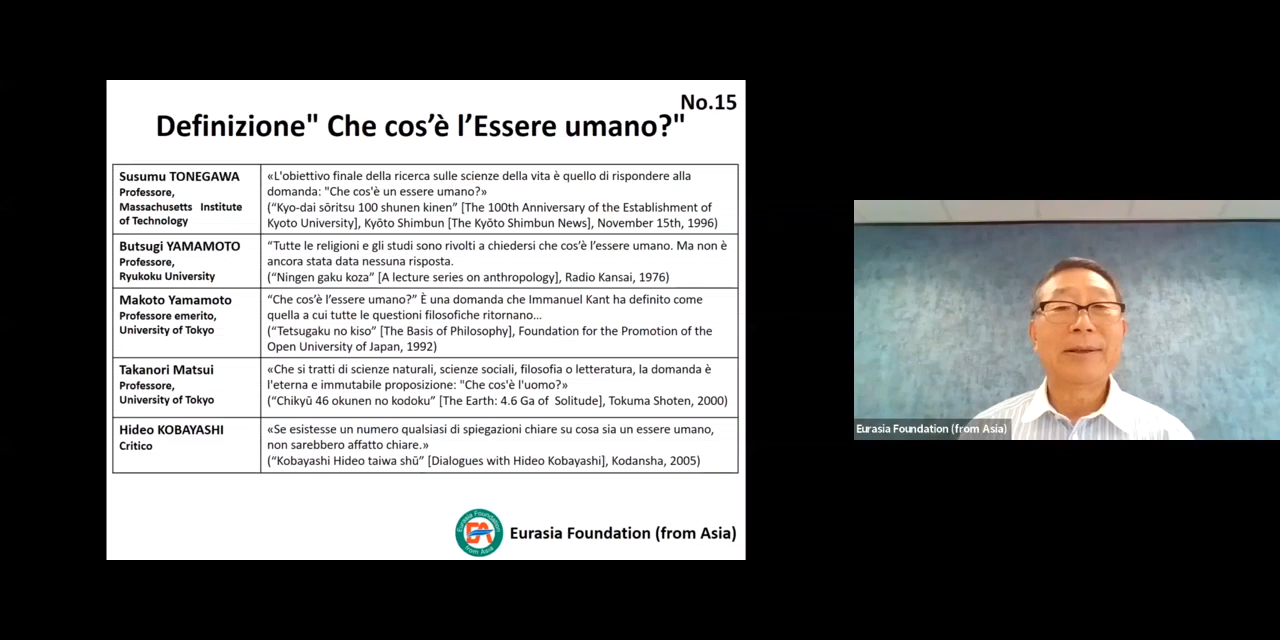 No.15
Definizione" Che cos’è l’Essere umano?"
Susumu TONEGAWA
Professore,
Massachusetts Institute
of Technology
«L'obiettivo finale della ricerca sulle scienze della vita è quello di rispondere alla
domanda: "Che cos'è un essere umano?»
(“Kyo-dai sōritsu 100 shunen kinen” [The 100th Anniversary of the Establishment of
Kyoto University], Kyōto Shimbun [The Kyōto Shimbun News], November 15th, 1996)
Butsugi YAMAMOTO
Professore,
Ryukoku University
“Tutte le religioni e gli studi sono rivolti a chiedersi che cos’è l’essere umano. Ma non è
ancora stata data nessuna risposta.
(“Ningen gaku koza” [A lecture series on anthropology], Radio Kansai, 1976)
Makoto Yamamoto
Professore emerito,
University of Tokyo
“Che cos’è l’essere umano?” È una domanda che Immanuel Kant ha definito come
quella a cui tutte le questioni filosofiche ritornano…
(“Tetsugaku no kiso” [The Basis of Philosophy], Foundation for the Promotion of the
Open University of Japan, 1992)
Takanori Matsui
Professore,
University of Tokyo
«Che si tratti di scienze naturali, scienze sociali, filosofia o letteratura, la domanda è
l'eterna e immutabile proposizione: "Che cos'è l'uomo?»
(“Chikyū 46 okunen no kodoku” [The Earth: 4.6 Ga of Solitude], Tokuma Shoten, 2000)
Hideo KOBAYASHI
Critico
«Se esistesse un numero qualsiasi di spiegazioni chiare su cosa sia un essere umano,
non sarebbero affatto chiare.»
(“Kobayashi Hideo taiwa shū” [Dialogues with Hideo Kobayashi], Kodansha, 2005)
Eurasia Foundation
EA
from Asia
Eurasia Foundation (from Asia)
Eurasia Foundation (from Asia)